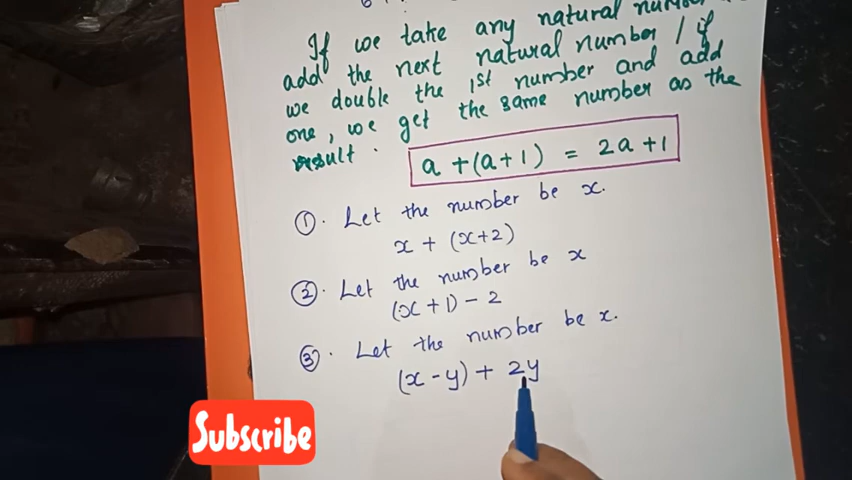 If we take any natural
add the next natural number / if
we double the 1st number and add
one, we get the same number as the
result.
a + (a+1) = 2a + 1
①. Let the number be x.
x + (x+2)
②. Let the number be x
(x + 1) - 2
③. Let the number be x.
(x - y) + 2y
Subscribe